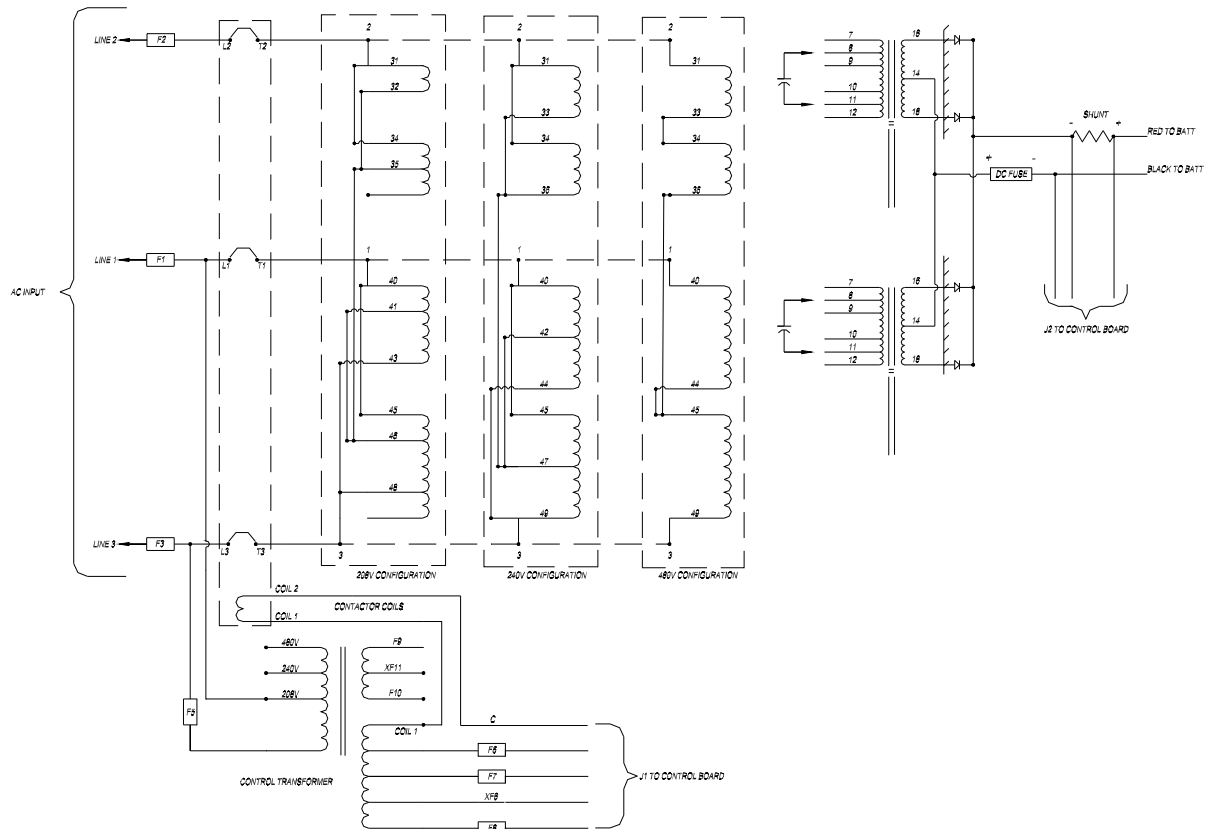 2
2
2
LINE 2
F2
L2
T2
31
31
31
32
33
33
34
34
34
35
36
36
7
8
9
10
11
12
16
14
18
SHUNT
-
+
RED TO BATT
+
-
DC FUSE
BLACK TO BATT
LINE 1
F1
L1
T1
1
1
1
AC INPUT
40
40
40
41
42
43
44
44
45
45
45
46
47
48
49
49
7
8
9
10
11
12
16
14
18
J2 TO CONTROL BOARD
LINE 3
F3
L3
T3
3
3
3
208V CONFIGURATION
240V CONFIGURATION
480V CONFIGURATION
COIL 2
CONTACTOR COILS
COIL 1
480V
F9
240V
XF11
208V
F10
F5
COIL 1
C
F6
CONTROL TRANSFORMER
F7
J1 TO CONTROL BOARD
XF8